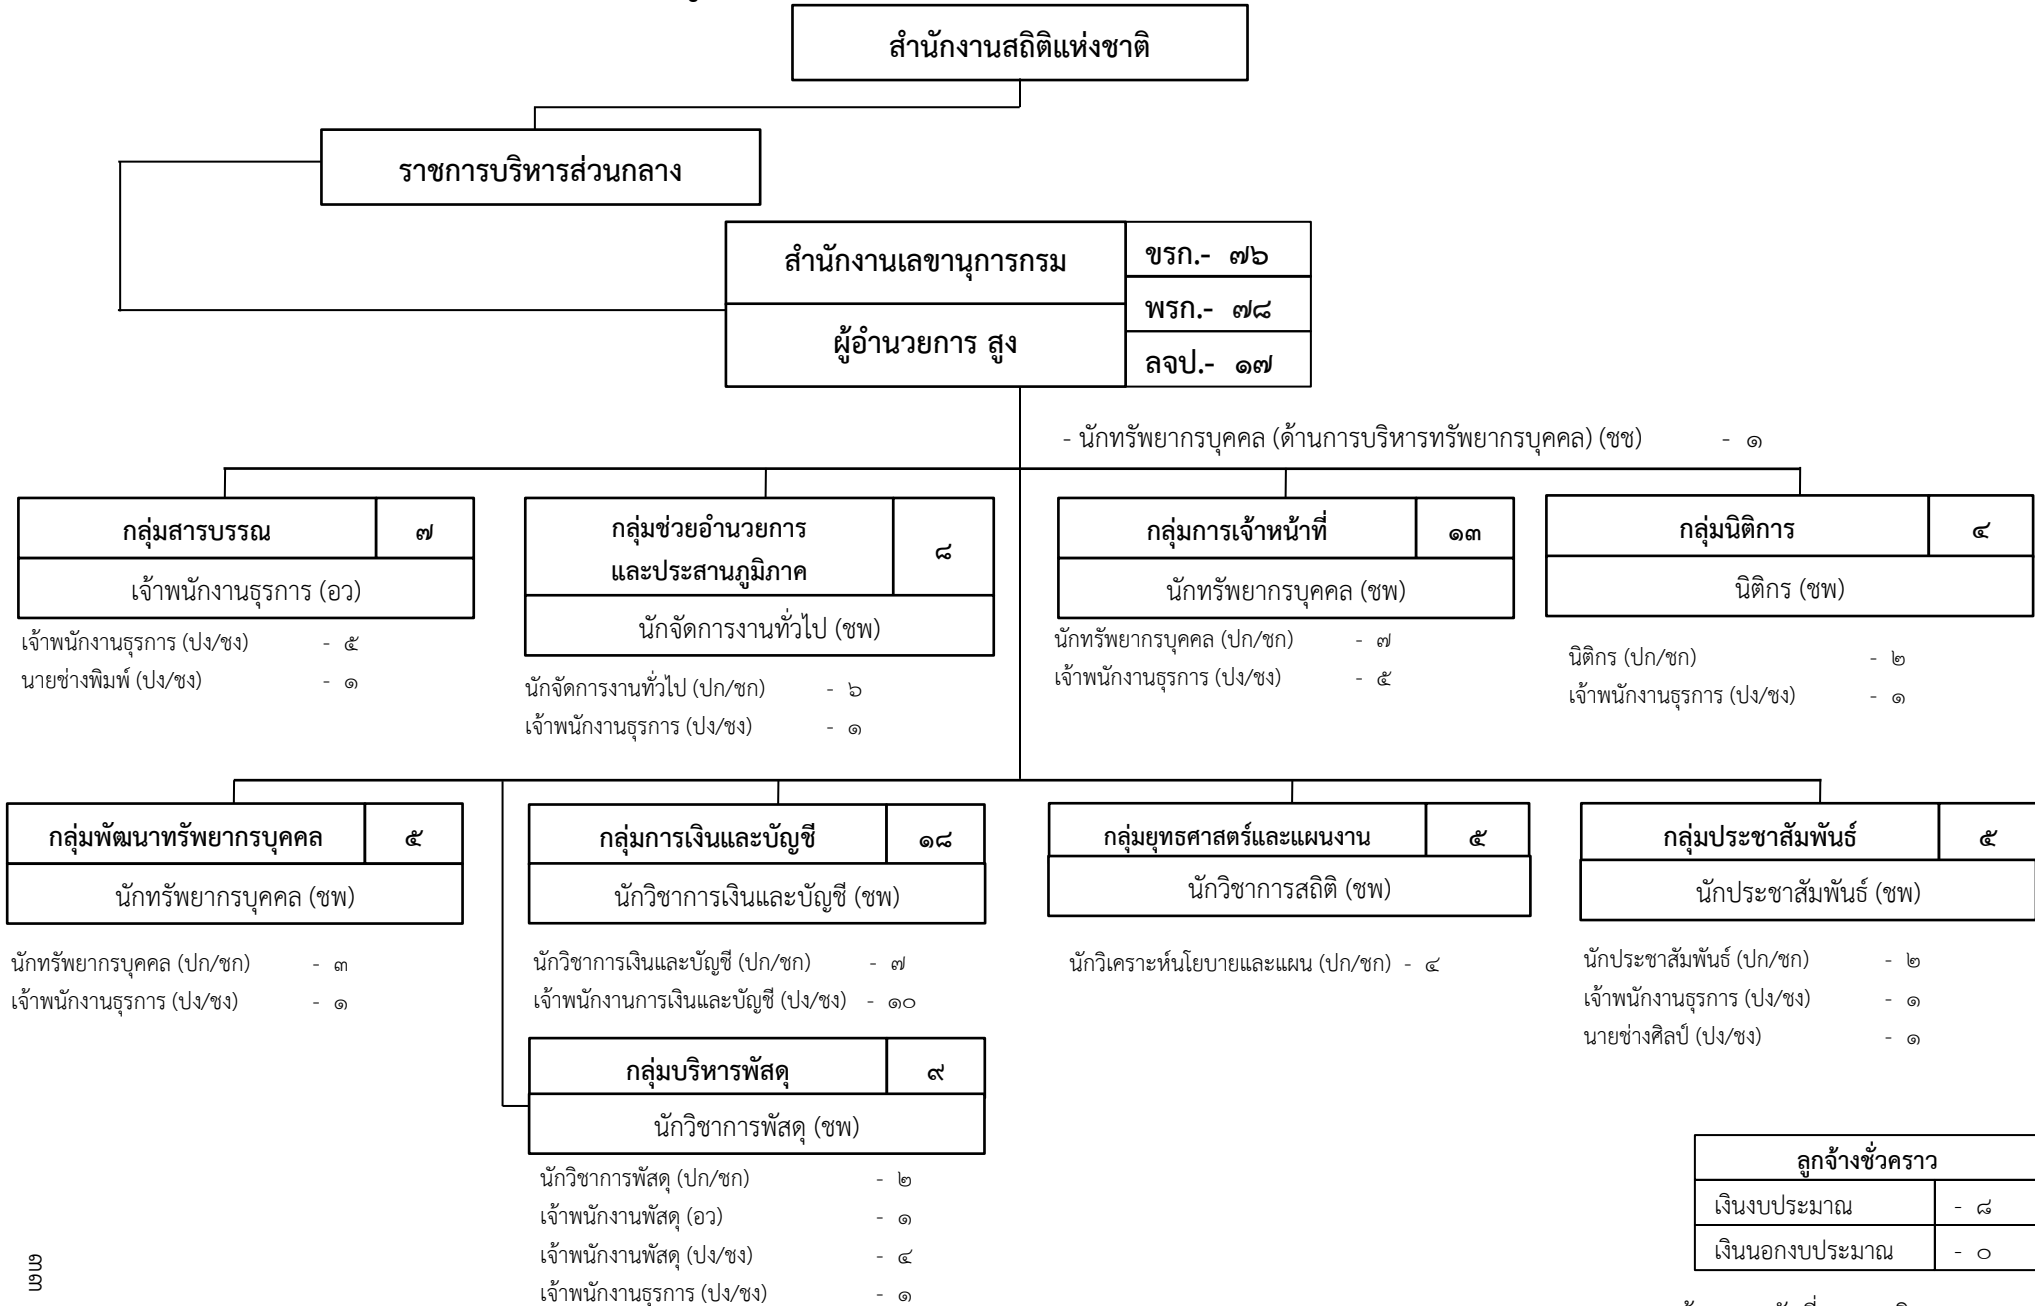 สำนักงานสถิติแห่งชาติ
ราชการบริหารส่วนกลาง
สำนักงานเลขานุการกรม
ผู้อำนวยการ สูง
ขรก.- ๗๖
พรก.- ๗๘
ลจป.- ๑๗
- นักทรัพยากรบุคคล (ด้านการบริหารทรัพยากรบุคคล) (ชช) - ๑
กลุ่มสารบรรณ ๗
เจ้าพนักงานธุรการ (อว)
เจ้าพนักงานธุรการ (ปง/ชง) - ๕
นายช่างพิมพ์ (ปง/ชง) - ๑
กลุ่มช่วยอำนวยการ
และประสานภูมิภาค ๘
นักจัดการงานทั่วไป (ชพ)
นักจัดการงานทั่วไป (ปก/ชก) - ๖
เจ้าพนักงานธุรการ (ปง/ชง) - ๑
กลุ่มการเจ้าหน้าที่ ๑๓
นักทรัพยากรบุคคล (ชพ)
นักทรัพยากรบุคคล (ปก/ชก) - ๗
เจ้าพนักงานธุรการ (ปง/ชง) - ๕
กลุ่มนิติการ ๔
นิติกร (ชพ)
นิติกร (ปก/ชก) - ๒
เจ้าพนักงานธุรการ (ปง/ชง) - ๑
กลุ่มพัฒนาทรัพยากรบุคคล ๕
นักทรัพยากรบุคคล (ชพ)
นักทรัพยากรบุคคล (ปก/ชก) - ๓
เจ้าพนักงานธุรการ (ปง/ชง) - ๑
กลุ่มการเงินและบัญชี ๑๘
นักวิชาการเงินและบัญชี (ชพ)
นักวิชาการเงินและบัญชี (ปก/ชก) - ๗
เจ้าพนักงานการเงินและบัญชี (ปง/ชง) - ๑๐
กลุ่มยุทธศาสตร์และแผนงาน ๕
นักวิชาการสถิติ (ชพ)
นักวิเคราะห์นโยบายและแผน (ปก/ชก) - ๔
กลุ่มประชาสัมพันธ์ ๕
นักประชาสัมพันธ์ (ชพ)
นักประชาสัมพันธ์ (ปก/ชก) - ๒
เจ้าพนักงานธุรการ (ปง/ชง) - ๑
นายช่างศิลป์ (ปง/ชง) - ๑
กลุ่มบริหารพัสดุ ๙
นักวิชาการพัสดุ (ชพ)
นักวิชาการพัสดุ (ปก/ชก) - ๒
เจ้าพนักงานพัสดุ (อว) - ๑
เจ้าพนักงานพัสดุ (ปง/ชง) - ๔
เจ้าพนักงานธุรการ (ปง/ชง) - ๑
ลูกจ้างชั่วคราว
เงินงบประมาณ - ๘
เงินนอกงบประมาณ - ๐
๓๓